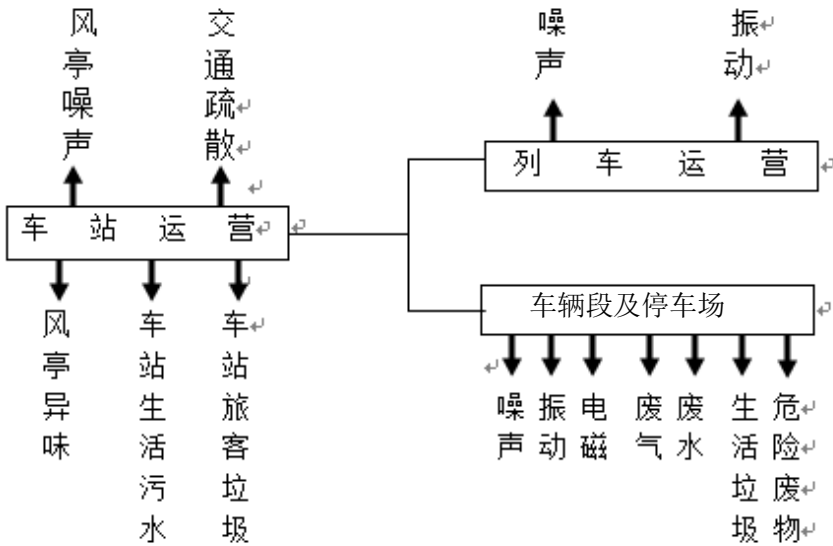 风亭噪声
交通疏散
噪声
振动
列车运营
车站运营
车辆段及停车场
风亭异味
车站生活污水
车站旅客垃圾
噪声
振动
电磁
废气
废水
生活垃圾
危险废物